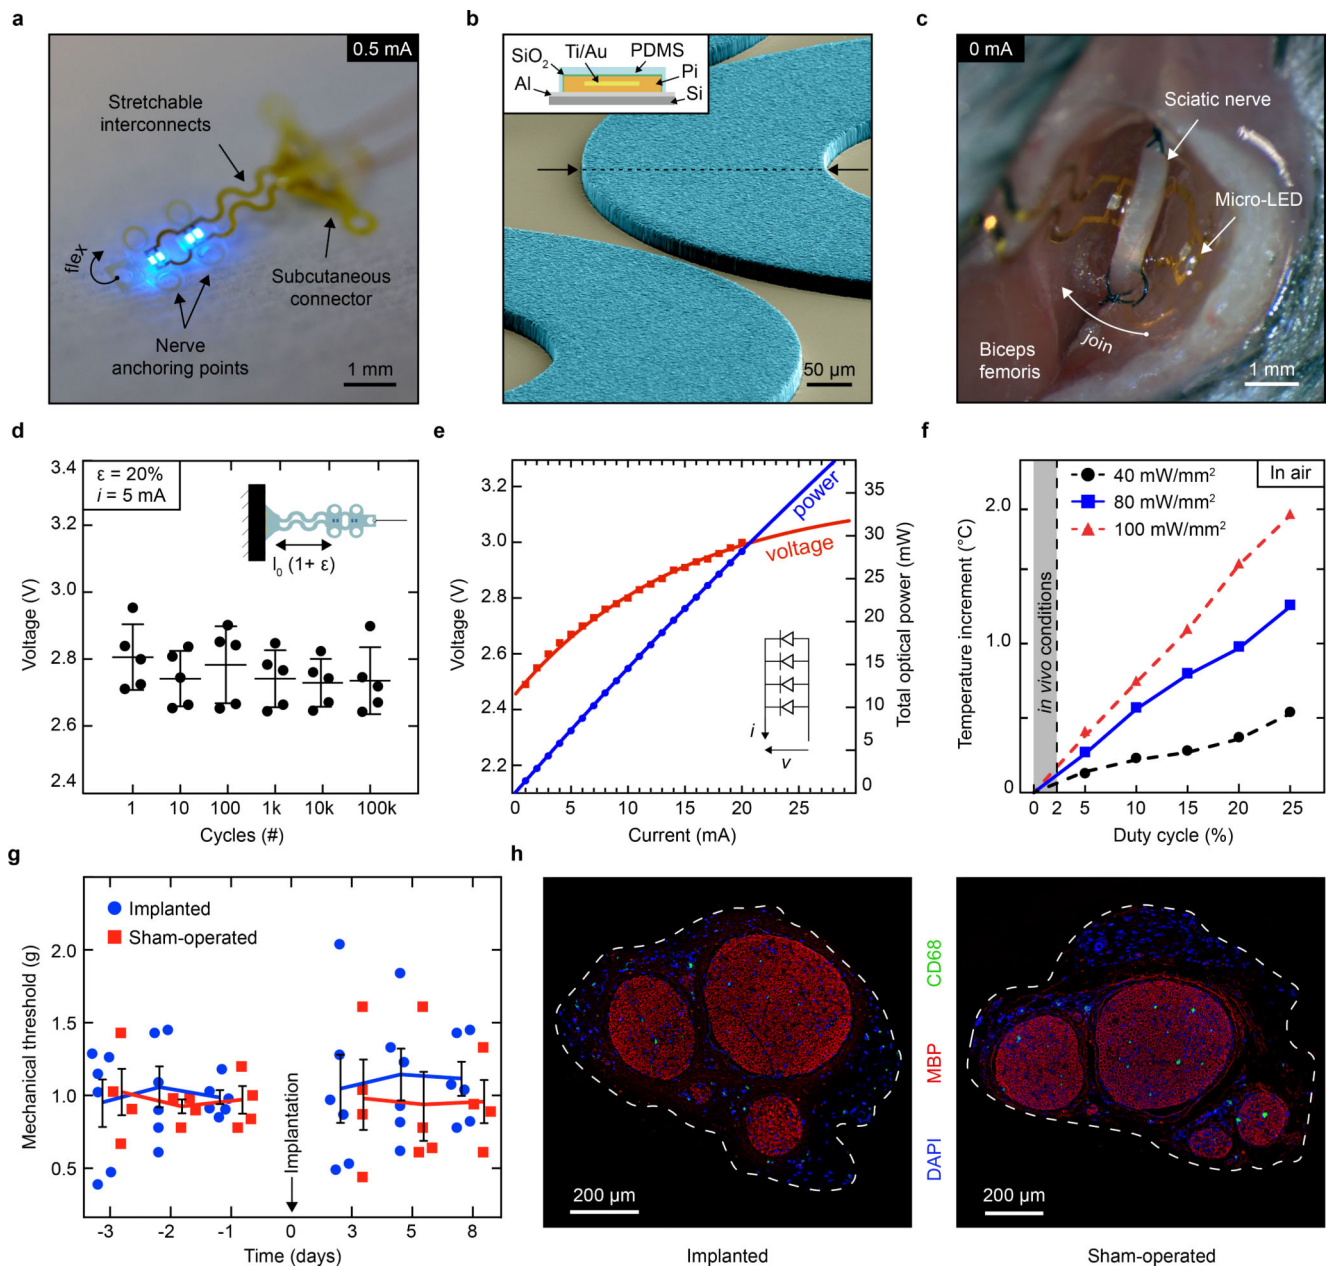 a
0.5 mA
Stretchable
interconnects
flex
Subcutaneous
connector
Nerve
anchoring points
1 mm
b
Ti/Au
PDMS
SiO2
Pi
Al
Si
50 µm
c
0 mA
Sciatic nerve
Micro-LED
join
Biceps
femoris
1 mm
d
ε = 20%
i = 5 mA
l0 (1+ ε)
Voltage (V)
3.4
3.2
3.0
2.8
2.6
2.4
1 10 100 1k 10k 100k
Cycles (#)
e
power
voltage
i
v
Voltage (V)
3.2
3.0
2.8
2.6
2.4
2.2
Total optical power (mW)
35
30
25
20
15
10
5
0
0 5 10 15 20 25
Current (mA)
f
40 mW/mm2
80 mW/mm2
100 mW/mm2
In air
in vivo conditions
Temperature increment (°C)
2.0
1.0
0
0 2 5 10 15 20 25
Duty cycle (%)
g
Implanted
Sham-operated
Implantation
Mechanical threshold (g)
2.0
1.5
1.0
0.5
-3 -2 -1 0 3 5 8
Time (days)
h
200 µm
Implanted
DAPI MBP CD68
200 µm
Sham-operated